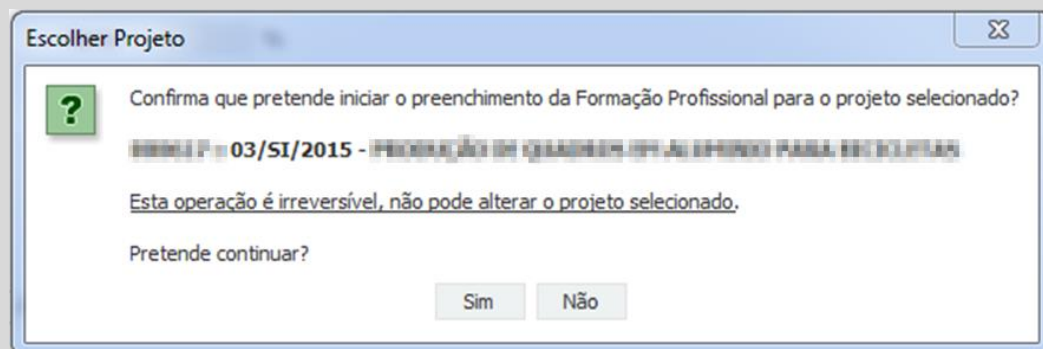 Escolher Projeto
?
Confirma que pretende iniciar o preenchimento da Formação Profissional para o projeto selecionado?
03/SI/2015 -
Esta operação é irreversível, não pode alterar o projeto selecionado.
Pretende continuar?
Sim Não